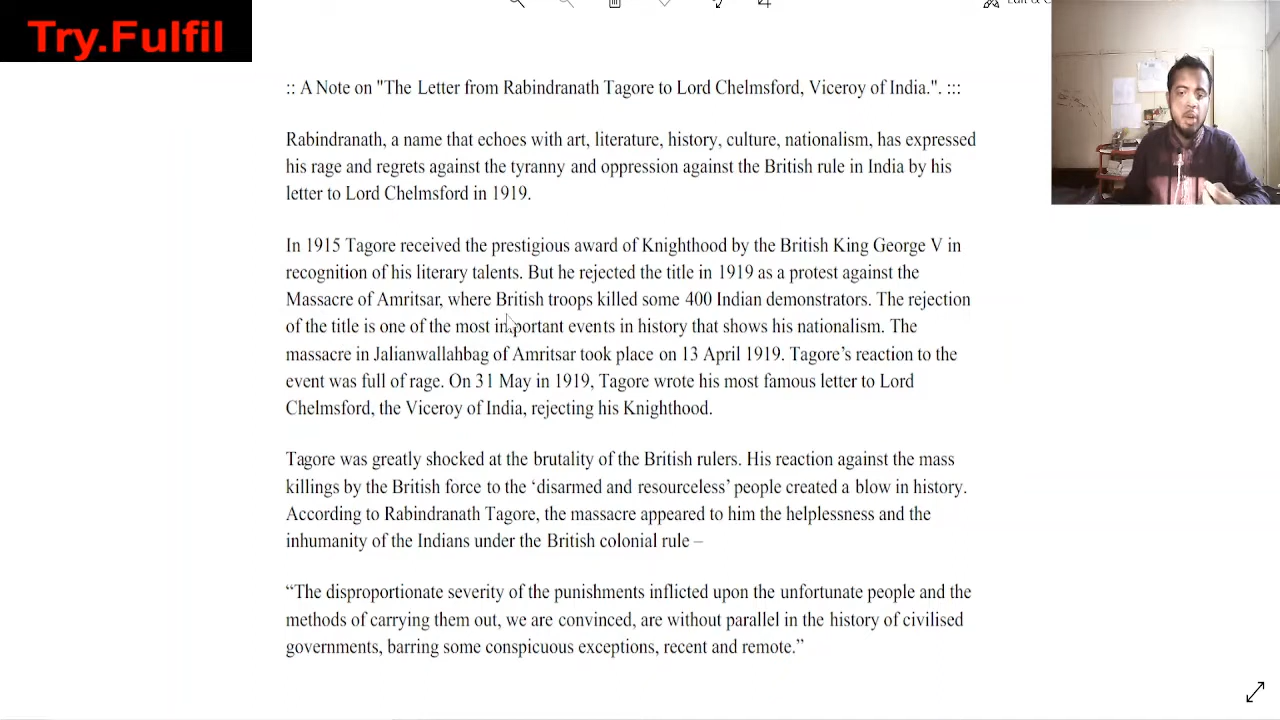 Try.Fulfil
:: A Note on "The Letter from Rabindranath Tagore to Lord Chelmsford, Viceroy of India.". :::
Rabindranath, a name that echoes with art, literature, history, culture, nationalism, has expressed
his rage and regrets against the tyranny and oppression against the British rule in India by his
letter to Lord Chelmsford in 1919.
In 1915 Tagore received the prestigious award of Knighthood by the British King George V in
recognition of his literary talents. But he rejected the title in 1919 as a protest against the
Massacre of Amritsar, where British troops killed some 400 Indian demonstrators. The rejection
of the title is one of the most important events in history that shows his nationalism. The
massacre in Jalianwallahbag of Amritsar took place on 13 April 1919. Tagore’s reaction to the
event was full of rage. On 31 May in 1919, Tagore wrote his most famous letter to Lord
Chelmsford, the Viceroy of India, rejecting his Knighthood.
Tagore was greatly shocked at the brutality of the British rulers. His reaction against the mass
killings by the British force to the ‘disarmed and resourceless’ people created a blow in history.
According to Rabindranath Tagore, the massacre appeared to him the helplessness and the
inhumanity of the Indians under the British colonial rule –
“The disproportionate severity of the punishments inflicted upon the unfortunate people and the
methods of carrying them out, we are convinced, are without parallel in the history of civilised
governments, barring some conspicuous exceptions, recent and remote.”